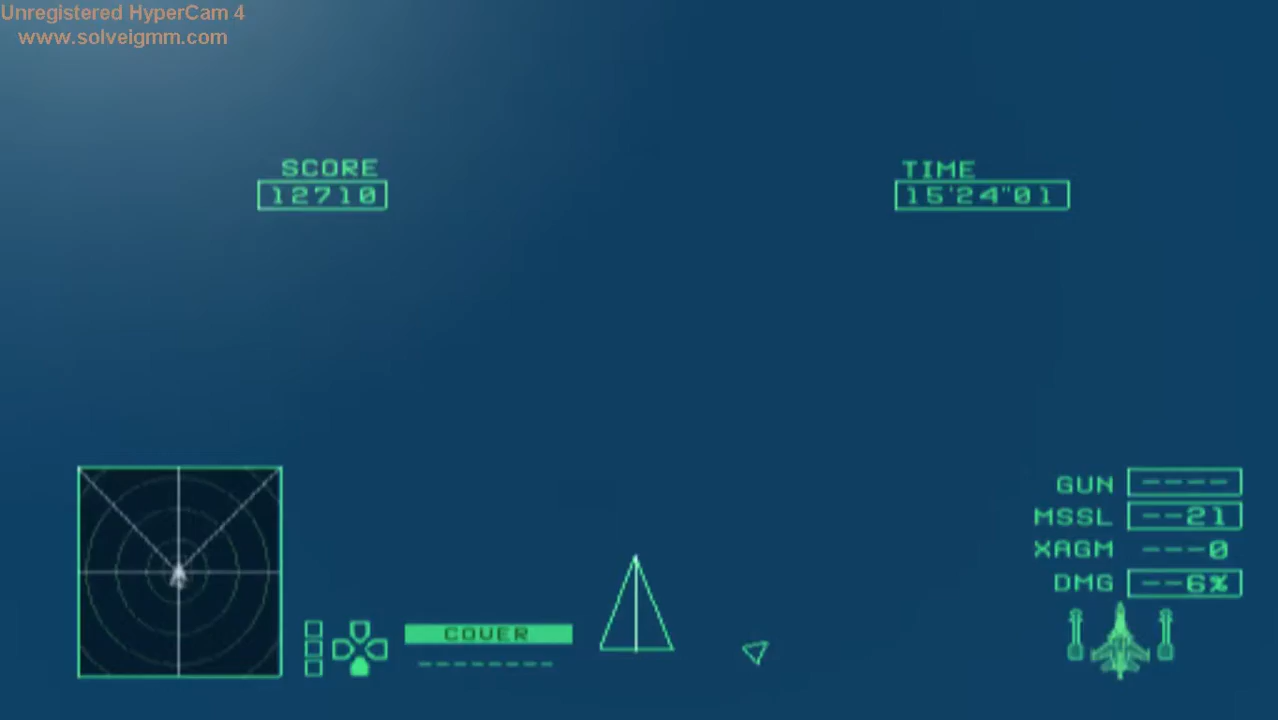 Unregistered HyperCam 4
www.solveigmm.com
SCORE
12710
TIME
15'24"01
GUN ----
MSSL --21
XAGM ---0
DMG --6%
COVER
---------